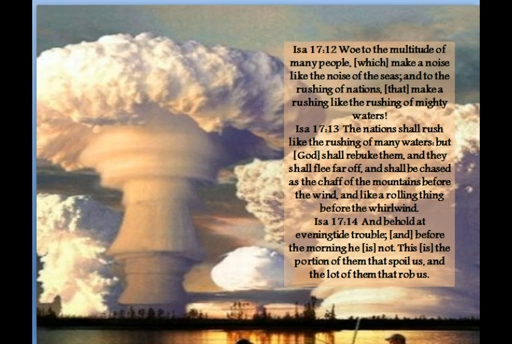 Isa 17:12 Woe to the multitude of
many people, [which] make a noise
like the noise of the seas; and to the
rushing of nations, [that] make a
rushing like the rushing of mighty
waters!
Isa 17:13 The nations shall rush
like the rushing of many waters: but
[God] shall rebuke them, and they
shall flee far off, and shall be chased
as the chaff of the mountains before
the wind, and like a rolling thing
before the whirlwind.
Isa 17:14 And behold at
eveningtide trouble; [and] before
the morning he [is] not. This [is] the
portion of them that spoil us, and
the lot of them that rob us.